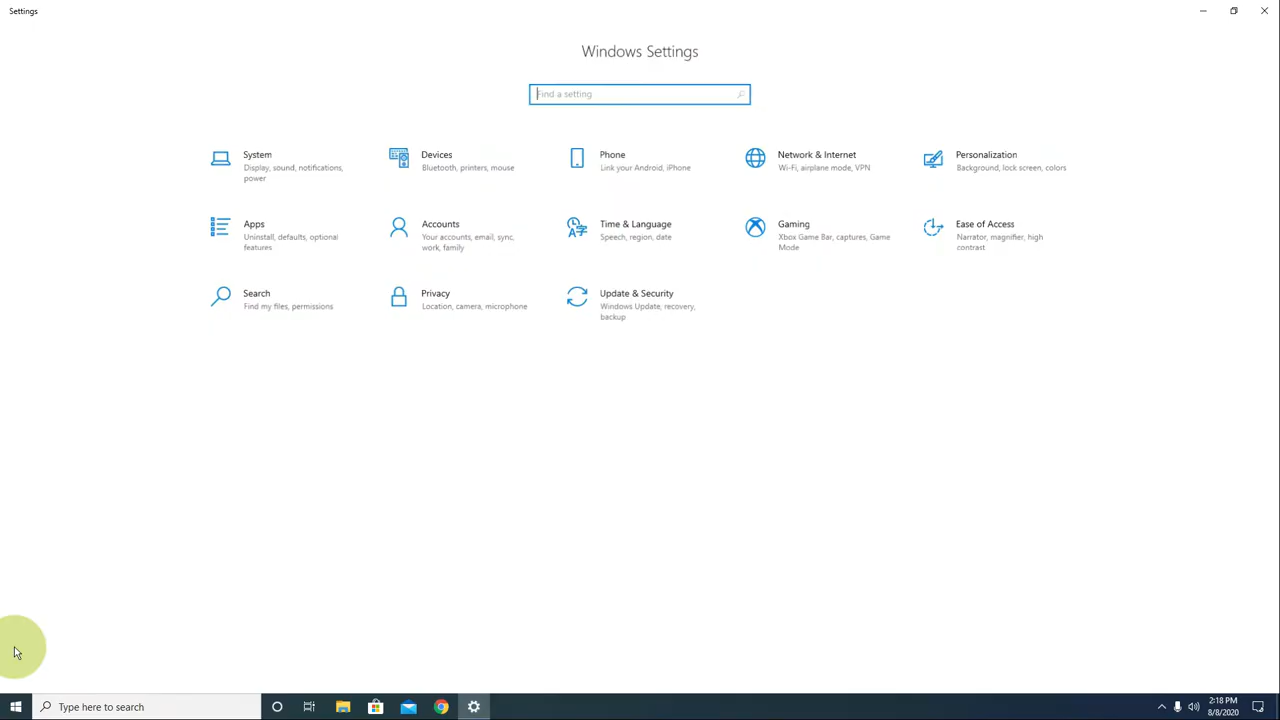 Settings
Windows Settings
Find a setting
System
Display, sound, notifications,
power
Devices
Bluetooth, printers, mouse
Phone
Link your Android, iPhone
Network & Internet
Wi-Fi, airplane mode, VPN
Personalization
Background, lock screen, colors
Apps
Uninstall, defaults, optional
features
Accounts
Your accounts, email, sync,
work, family
Time & Language
Speech, region, date
Gaming
Xbox Game Bar, captures, Game
Mode
Ease of Access
Narrator, magnifier, high
contrast
Search
Find my files, permissions
Privacy
Location, camera, microphone
Update & Security
Windows Update, recovery,
backup
Type here to search
2:18 PM
8/8/2020